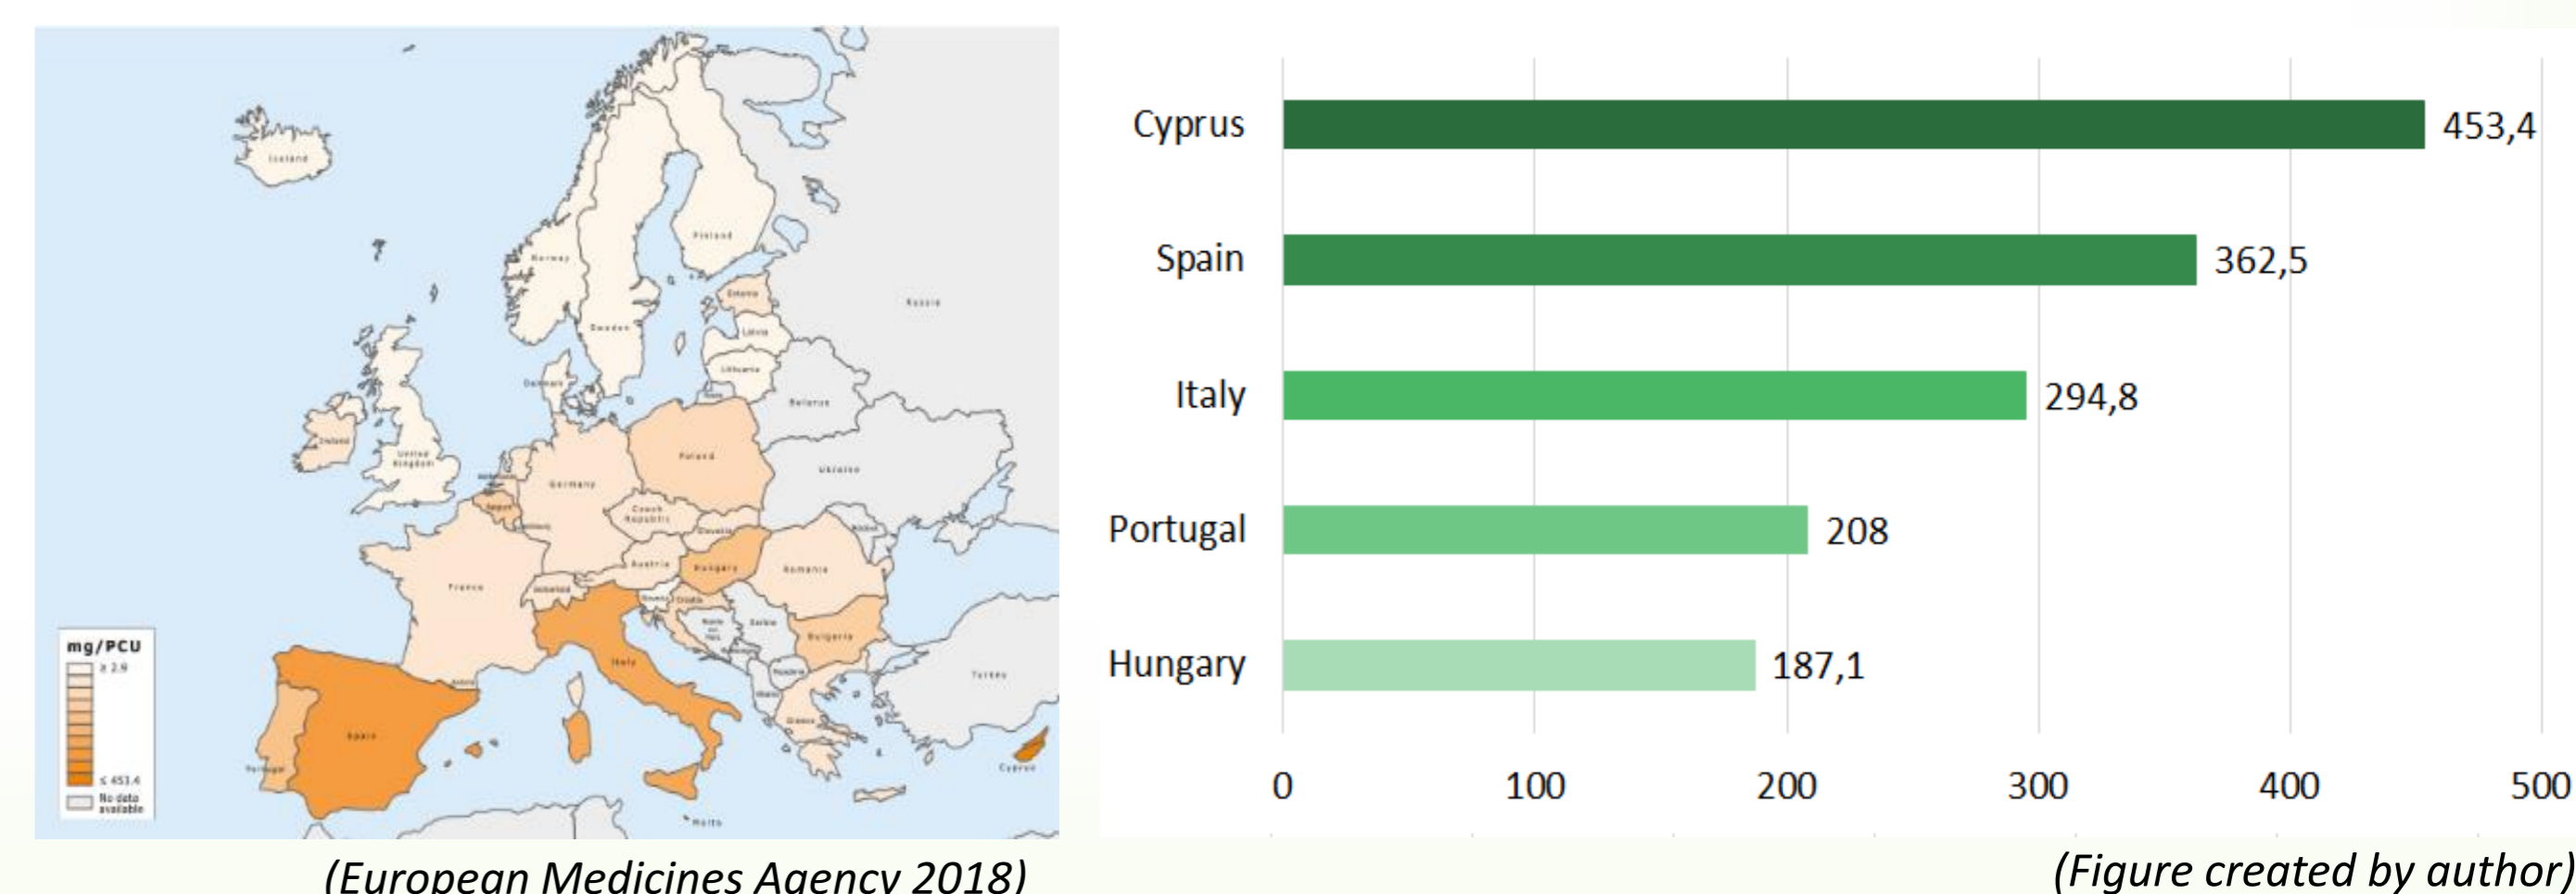 Iceland
Norway
Finland
Sweden
Estonia
Latvia
Lithuania
Russia
Denmark
Belarus
Ireland
United
Kingdom
Poland
Germany
Ukraine
Czech
Republic
France
Austria
Hungary
Romania
Croatia
Serbia
Bulgaria
Italy
Turkey
Greece
Spain
Portugal
Cyprus
Malta
mg/PCU
≥ 2.9
≤ 453.4
No data
available
(European Medicines Agency 2018)
Cyprus
453,4
Spain
362,5
Italy
294,8
Portugal
208
Hungary
187,1
0
100
200
300
400
500
(Figure created by author)